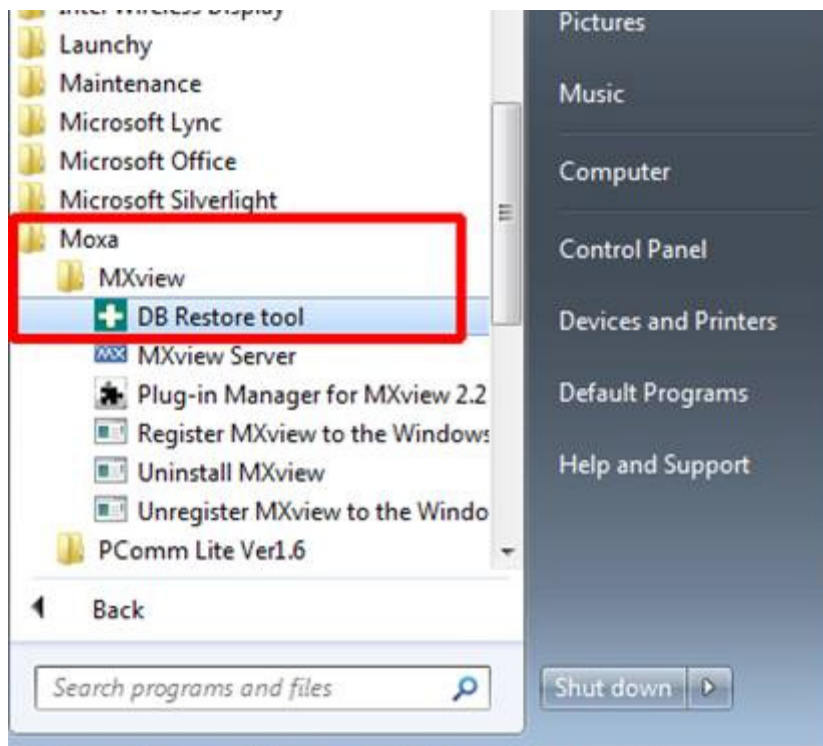 Intel Wireless Display
Launchy
Maintenance
Microsoft Lync
Microsoft Office
Microsoft Silverlight
Moxa
MXview
DB Restore tool
MXview Server
Plug-in Manager for MXview 2.2
Register MXview to the Windows
Uninstall MXview
Unregister MXview to the Windo
PComm Lite Ver1.6
Back
Search programs and files
Pictures
Music
Computer
Control Panel
Devices and Printers
Default Programs
Help and Support
Shut down